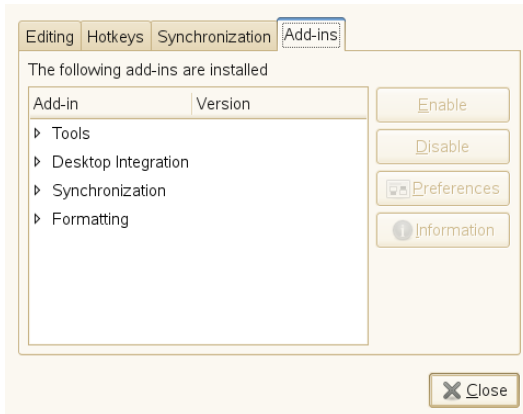 Editing Hotkeys Synchronization Add-ins
The following add-ins are installed
Add-in Version
Tools
Desktop Integration
Synchronization
Formatting
Enable
Disable
Preferences
Information
Close